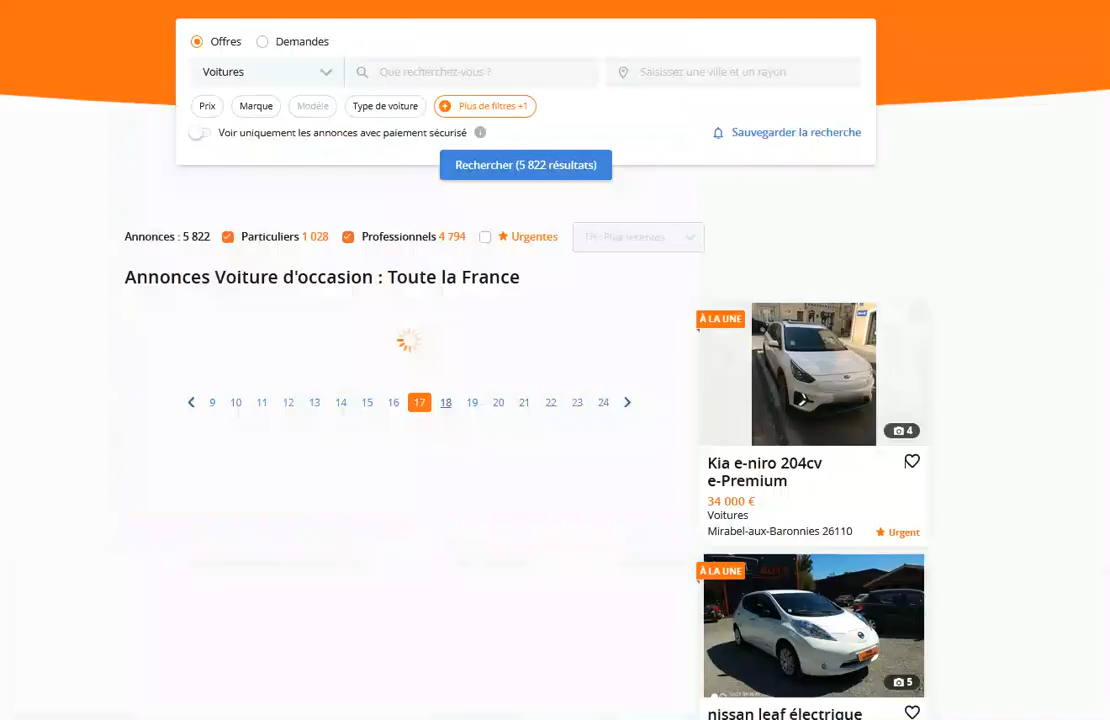 Offres Demandes
Voitures Que recherchez-vous ? Saisissez une ville et un rayon
Prix Marque Modèle Type de voiture Plus de filtres +1
Voir uniquement les annonces avec paiement sécurisé Sauvegarder la recherche
Rechercher (5 822 résultats)
Annonces : 5 822 Particuliers 1 028 Professionnels 4 794 Urgentes Tri : Plus récentes
Annonces Voiture d'occasion : Toute la France
9 10 11 12 13 14 15 16 17 18 19 20 21 22 23 24
À LA UNE
4
Kia e-niro 204cv
e-Premium
34 000 €
Voitures
Mirabel-aux-Baronnies 26110 Urgent
À LA UNE
5
nissan leaf électrique